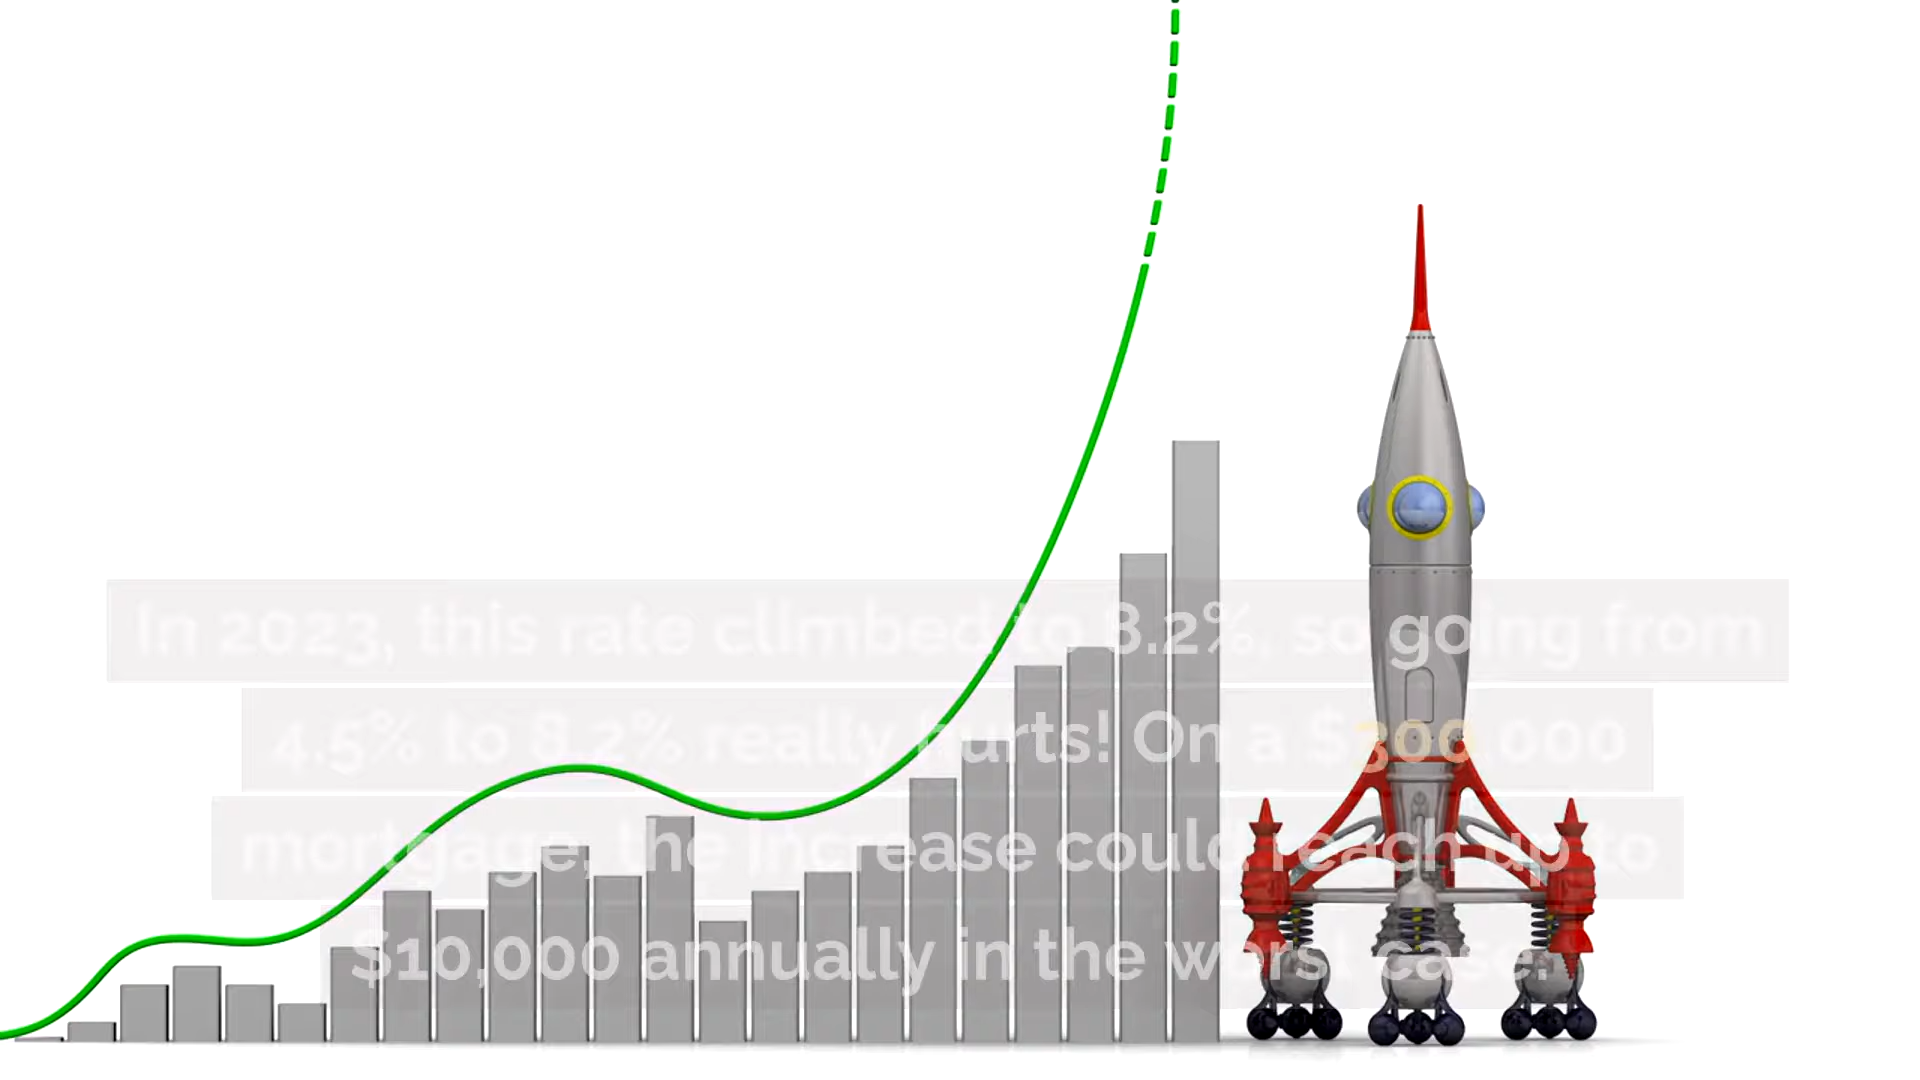 In 2023, this rate climbed to 8.2%, so going from
4.5% to 8.2% really hurts! On a $300,000
mortgage, the increase could reach up to
$10,000 annually in the worst case.